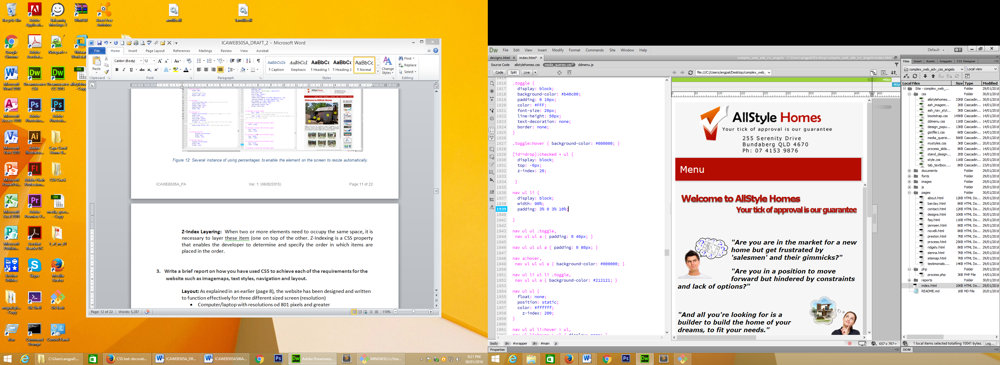 Recycle Bin
Adobe Applicati...
Balsamiq Mockups 3
WinRAR
Avast Free Antivirus
amtlib.dll
1amtlib.dll
Google Chrome
Adobe Acrobat...
Notepad++
VMwar Workstat
Microsoft Word 2010
Dreamweaver CS6
Dreamweaver CC 2015
allstyleho - Copy
Microsoft Access 2010
Adobe Photosho...
Adobe Photosh...
Microsoft Visio 2010
Adobe Illustrator...
Cape Coral Home B...
Microsoft PowerPoi...
Adobe Flash Profession...
CS6 Crack
Microsoft Excel 2010
Adobe Premiere P...
media_quer... - Copy
Microsoft Publish...
Acrobat Reader DC
1_a1_m_d1
Brother Utilities
Skype
Mozilla Firefox
angpal.git... - Copy
Git Shell
Git Bash
Run
Command Prompt
Control Panel
ICAWEB505A_DRAFT_2 - Microsoft Word
File Home Insert Page Layout References Mailings Review View Acrobat
Paste
Calibri (Body) 12
AaBbCcDc AaBbCcL AaBbCc AaBbCc AaBbCc
¶ Caption Emphasis ¶ Heading 1 ¶ Heading 2 ¶ Normal
Change Styles
Find
Replace
Select
Clipboard Font Paragraph Styles Editing
Welcome to AllStyle Homes
Figure 12: Several instance of using percentages to enable the element on the screen to resize automatically.
ICAWEB505A_PA Ver. 1: (06/02/2015) Page 11 of 22
Z-Index Layering: When two or more elements need to occupy the same space, it is
necessary to layer these item (one on top of the other. Z-Indexing is a CSS property
that enables the developer to determine and specify the order in which items are
placed in the order.
3. Write a brief report on how you have used CSS to achieve each of the requirements for the
website such as imagemaps, text styles, navigation and layout.
Layout: As explained in an earlier (page 8), the website has been designed and written
to function effectively for three different sized screen (resolution)
• Computer/laptop with resolutions od 801 pixels and greater
Page: 12 of 22 Words: 5,287 110%
C:\Users\angpal\...
CSS text-decorati...
ICAWEB505A_DR...
ICAWEB505A506A...
Adobe Dreamwea...
MINGW32:/c/Use...
9:21 PM
30/01/2016
Dw File Edit View Insert Modify Format Commands Site Window Help
Default
designs.html index.html*
complex_web_adv_css_angelo - C:\Users\angpal\Desktop\complex_web_adv_css_angelo\index.html
Source Code allstylehomes.css media_queries.css* ddmenu.js
Code Split Live
file:///C|/Users/angpal/Desktop/complex_web_
1915
1916 .toggle {
1917 display: block;
1918 background-color: #b40c00;
1919 padding: 0 10px;
1920 color: #FFF;
1921 font-size: 20px;
1922 line-height: 50px;
1923 text-decoration: none;
1924 border: none;
1925 }
1926
1927 .toggle:hover { background-color: #000000; }
1928
1929 [id^=drop]:checked + ul {
1930 display: block;
1931 top: -6px;
1932 z-index: 20;
1933
1934 }
1935
1936 nav ul li {
1937 display: block;
1938 width: 90%;
1939 padding: 3% 0 3% 10%;
1940
1941 }
1942
1943 nav ul ul .toggle,
1944 nav ul ul a { padding: 0 40px; }
1945
1946 nav ul ul ul a { padding: 0 80px; }
1947
1948 nav a:hover,
1949 nav ul ul ul a { background-color: #000000; }
1950
1951 nav ul li ul li .toggle,
1952 nav ul ul a { background-color: #212121; }
1953
1954 nav ul ul {
1955 float: none;
1956 position: static;
1957 color: #ffffff;
1958 z-index: 200;
1959 }
1960
1961 nav ul ul li:hover > ul,
480px
481p
0 50 100 150 200 250 300 350 400 450
AllStyle Homes
Your tick of approval is our guarantee
255 Serenity Drive
Bundaberg QLD 4670
Ph: 07 4153 9876
Menu
Welcome to AllStyle Homes
Your tick of approval is our guarantee
"Are you are in the market for a new
home but get frustrated by
'salesmen' and their gimmicks?"
"Are you in a position to move
forward but hindered by constraints
and lack of options?"
"And all you're looking for is a
builder to build the home of your
dreams, to fit your needs."
body div #wrapper div #main p
657 x 797
Properties
Files Insert Assets Snippets CSS Designer
complex_web_adv_css_angelo Local view
Local Files Size Type Modified
Site - complex_web_... Folder 29/01/2016
css Folder 30/01/2016
allstylehomes... 33KB Cascadin... 30/01/2016
ash_imagem... 2KB Cascadin... 14/01/2016
ash_nav_styl... 3KB Cascadin... 14/01/2016
bootstrap.css 145KB Cascadin... 14/01/2016
ddmenu.css 11KB Cascadin... 14/01/2016
deisign_popu... 13KB Cascadin... 14/01/2016
gistfile1.css 6KB Cascadin... 14/01/2016
media_querie... 56KB Cascadin... 29/01/2016
mystyles.css 3KB Cascadin... 20/01/2016
process_slids... 8KB Cascadin... 14/01/2016
stand_design... 2KB Cascadin... 14/01/2016
style.css 11KB Cascadin... 20/01/2016
tab_textbox.... 8KB Cascadin... 23/01/2016
documents Folder 29/01/2016
fonts Folder 29/01/2016
images Folder 29/01/2016
js Folder 29/01/2016
pages Folder 30/01/2016
about.html 12KB HTML Do... 29/01/2016
barclay.html 8KB HTML Do... 29/01/2016
contact.html 12KB HTML Do... 29/01/2016
designs.html 10KB HTML Do... 30/01/2016
faq.html 11KB HTML Do... 29/01/2016
jannsen.html 8KB HTML Do... 29/01/2016
novelli.html 8KB HTML Do... 29/01/2016
preston.html 7KB HTML Do... 29/01/2016
process.html 25KB HTML Do... 29/01/2016
ridgely.html 8KB HTML Do... 29/01/2016
sienna.html 7KB HTML Do... 29/01/2016
sitemap.html 7KB HTML Do... 29/01/2016
testimonials.... 14KB HTML Do... 29/01/2016
php Folder 29/01/2016
process.php 3KB PHP File 14/01/2016
reports Folder 30/01/2016
index.html 10KB HTML Do... 29/01/2016
README.md 1KB MD File 20/01/2016
1 local items selected totalling 10041 bytes. Log...
DOM